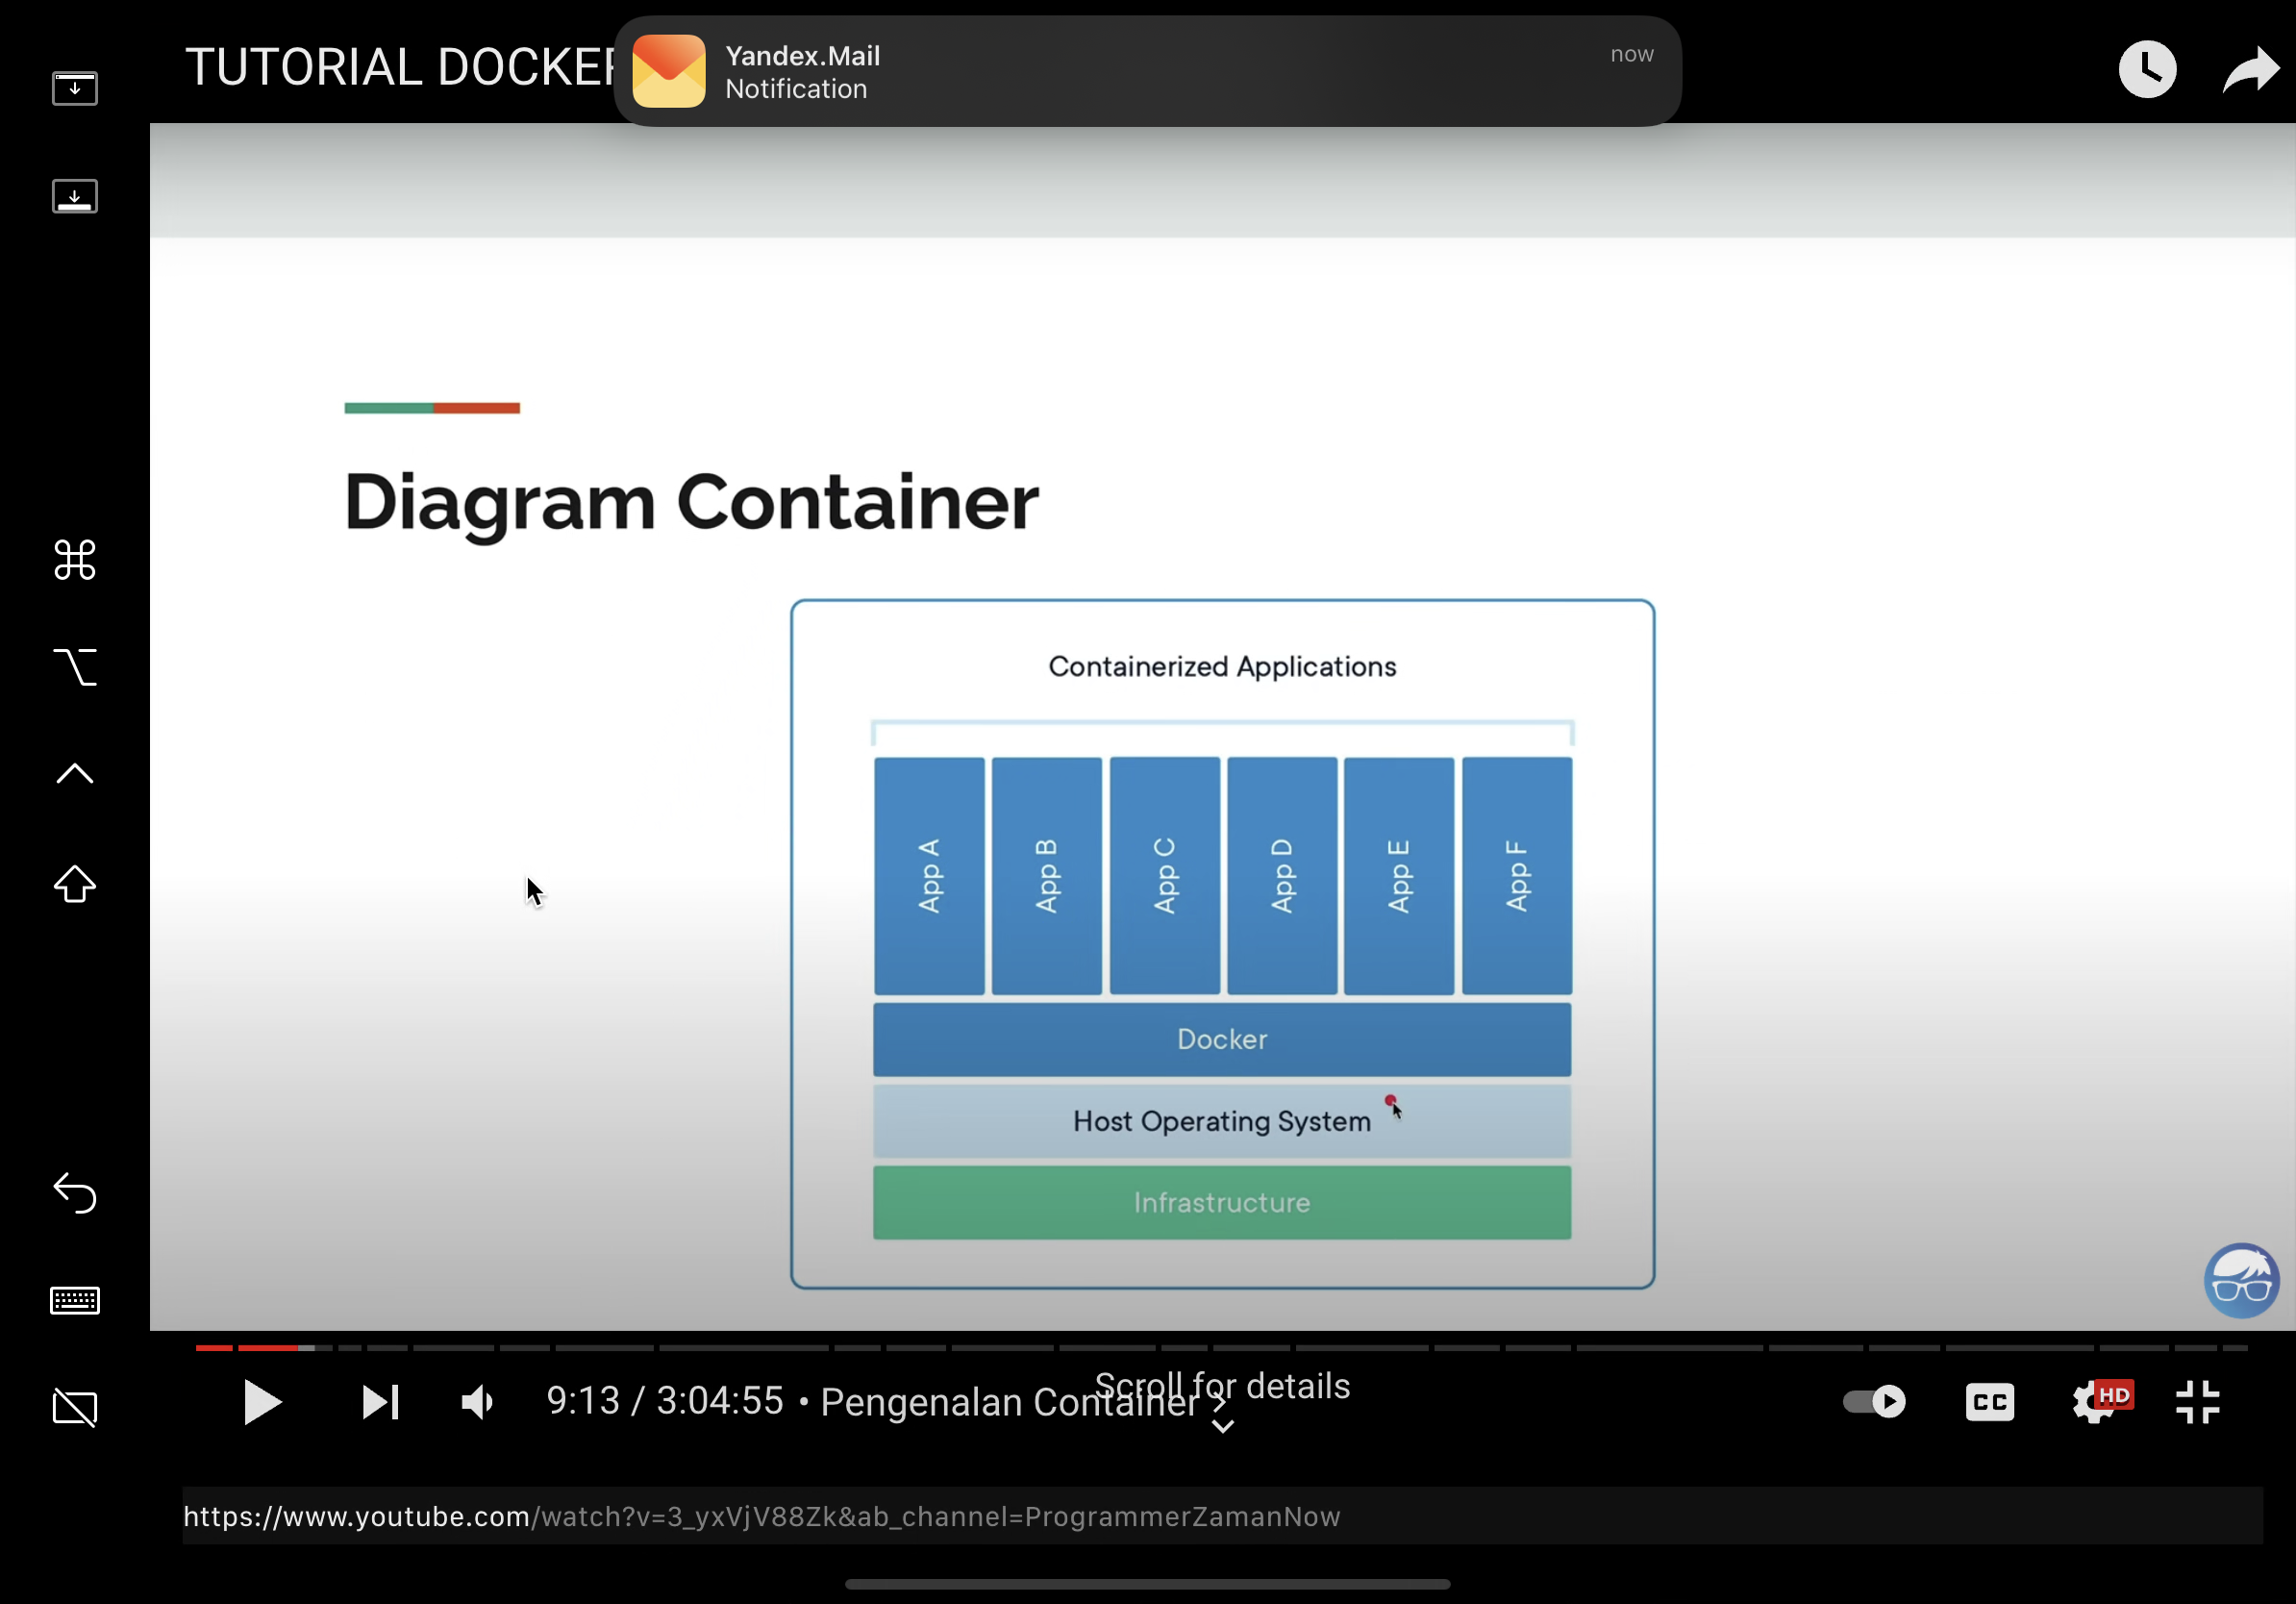 TUTORIAL DOCKER
Yandex.Mail
Notification
now
Diagram Container
Containerized Applications
App A
App B
App C
App D
App E
App F
Docker
Host Operating System
Infrastructure
9:13 / 3:04:55 • Pengenalan Container
Scroll for details
CC
HD
https://www.youtube.com/watch?v=3_yxVjV88Zk&ab_channel=ProgrammerZamanNow